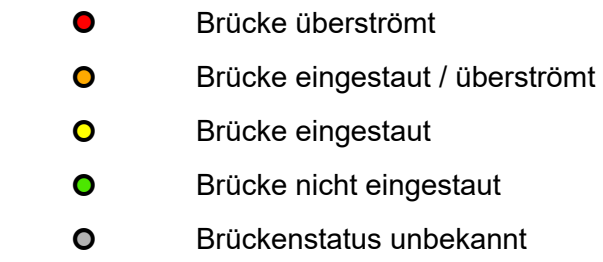 Brücke überströmt
Brücke eingestaut / überströmt
Brücke eingestaut
Brücke nicht eingestaut
Brückenstatus unbekannt